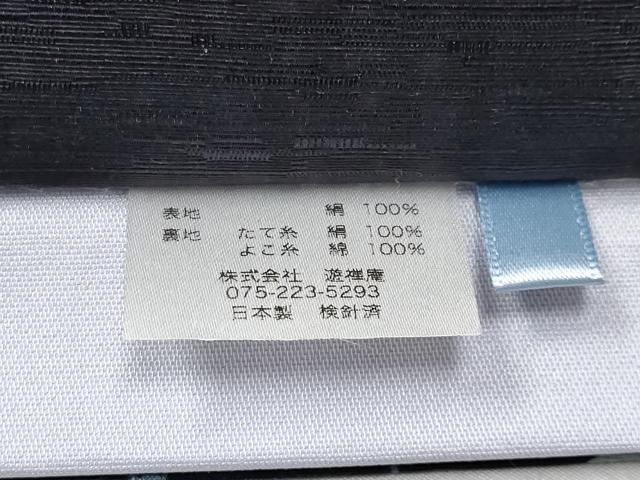 表地 絹 100%
裏地 たて糸 絹 100%
よこ糸 綿 100%
株式会社 遊禅庵
075-223-5293
日本製 検針済